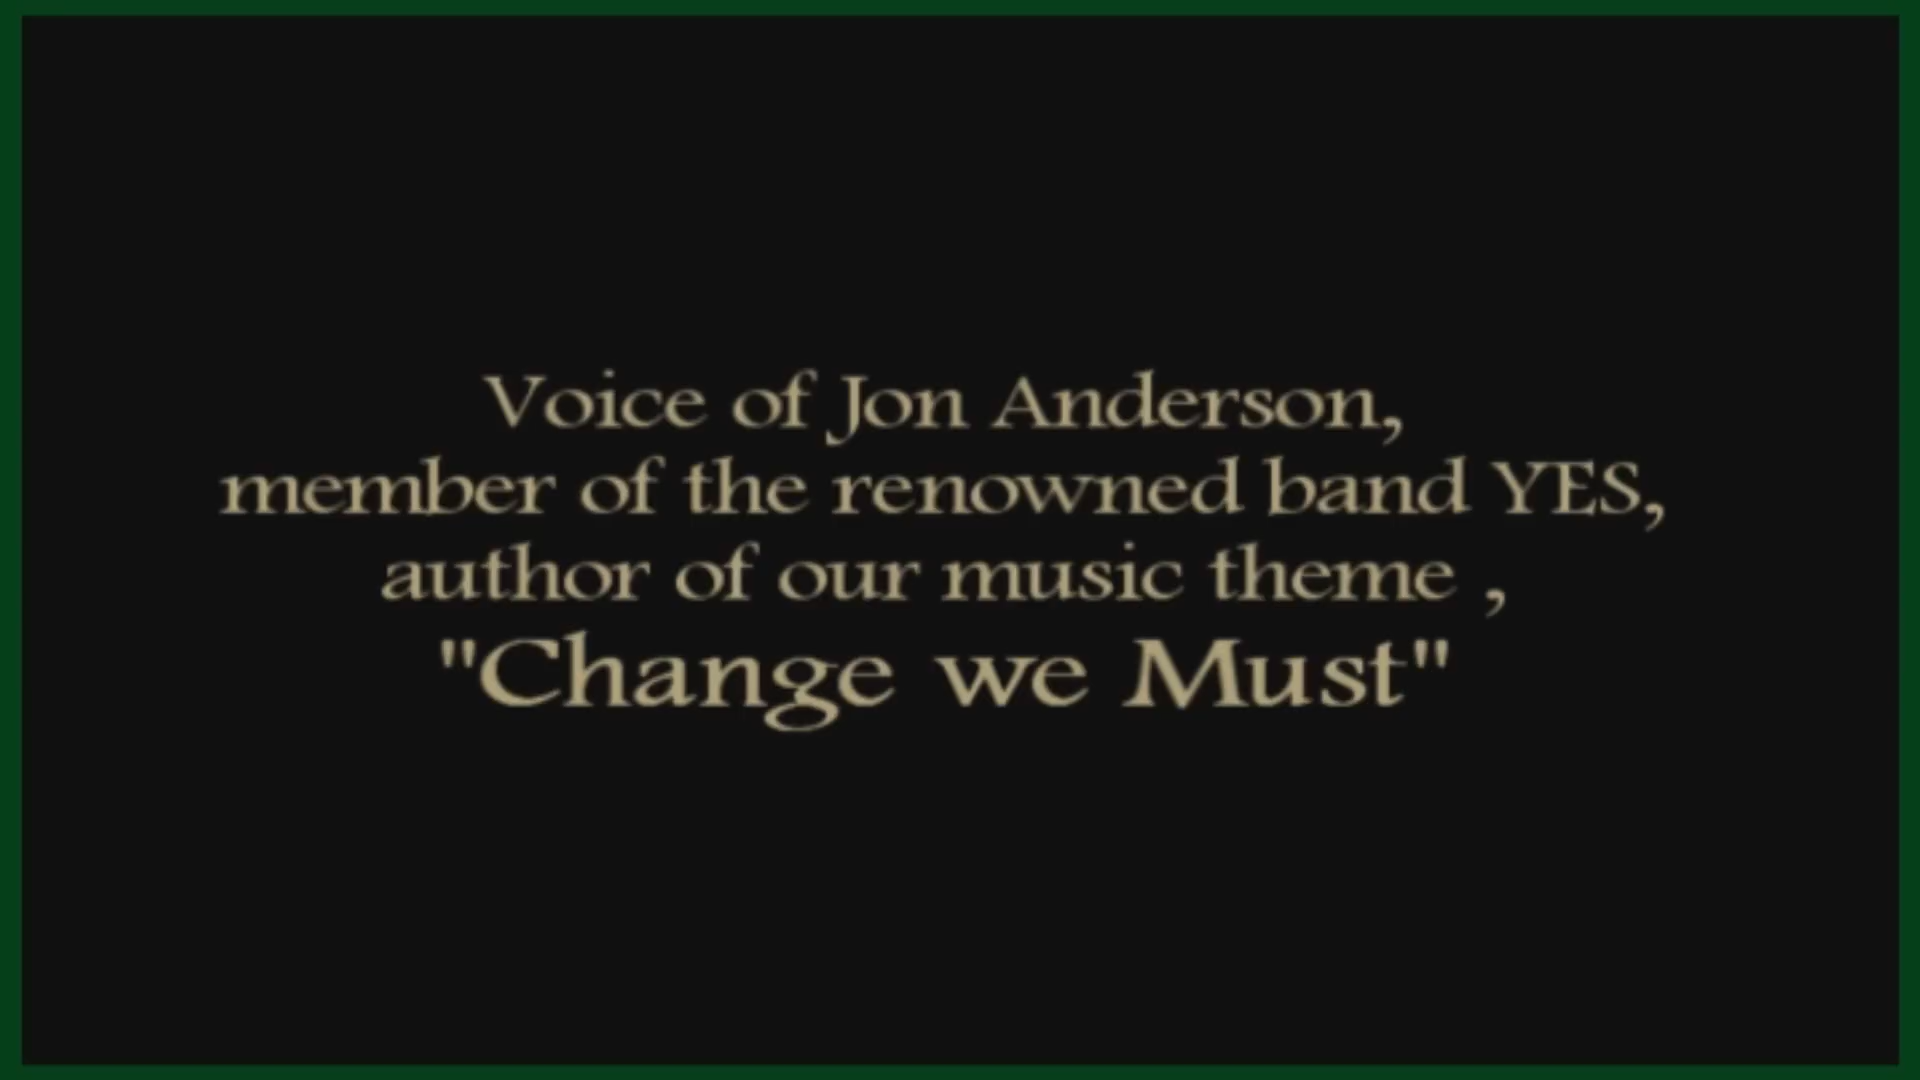 Voice of Jon Anderson,
member of the renowned band YES,
author of our music theme ,
"Change we Must"